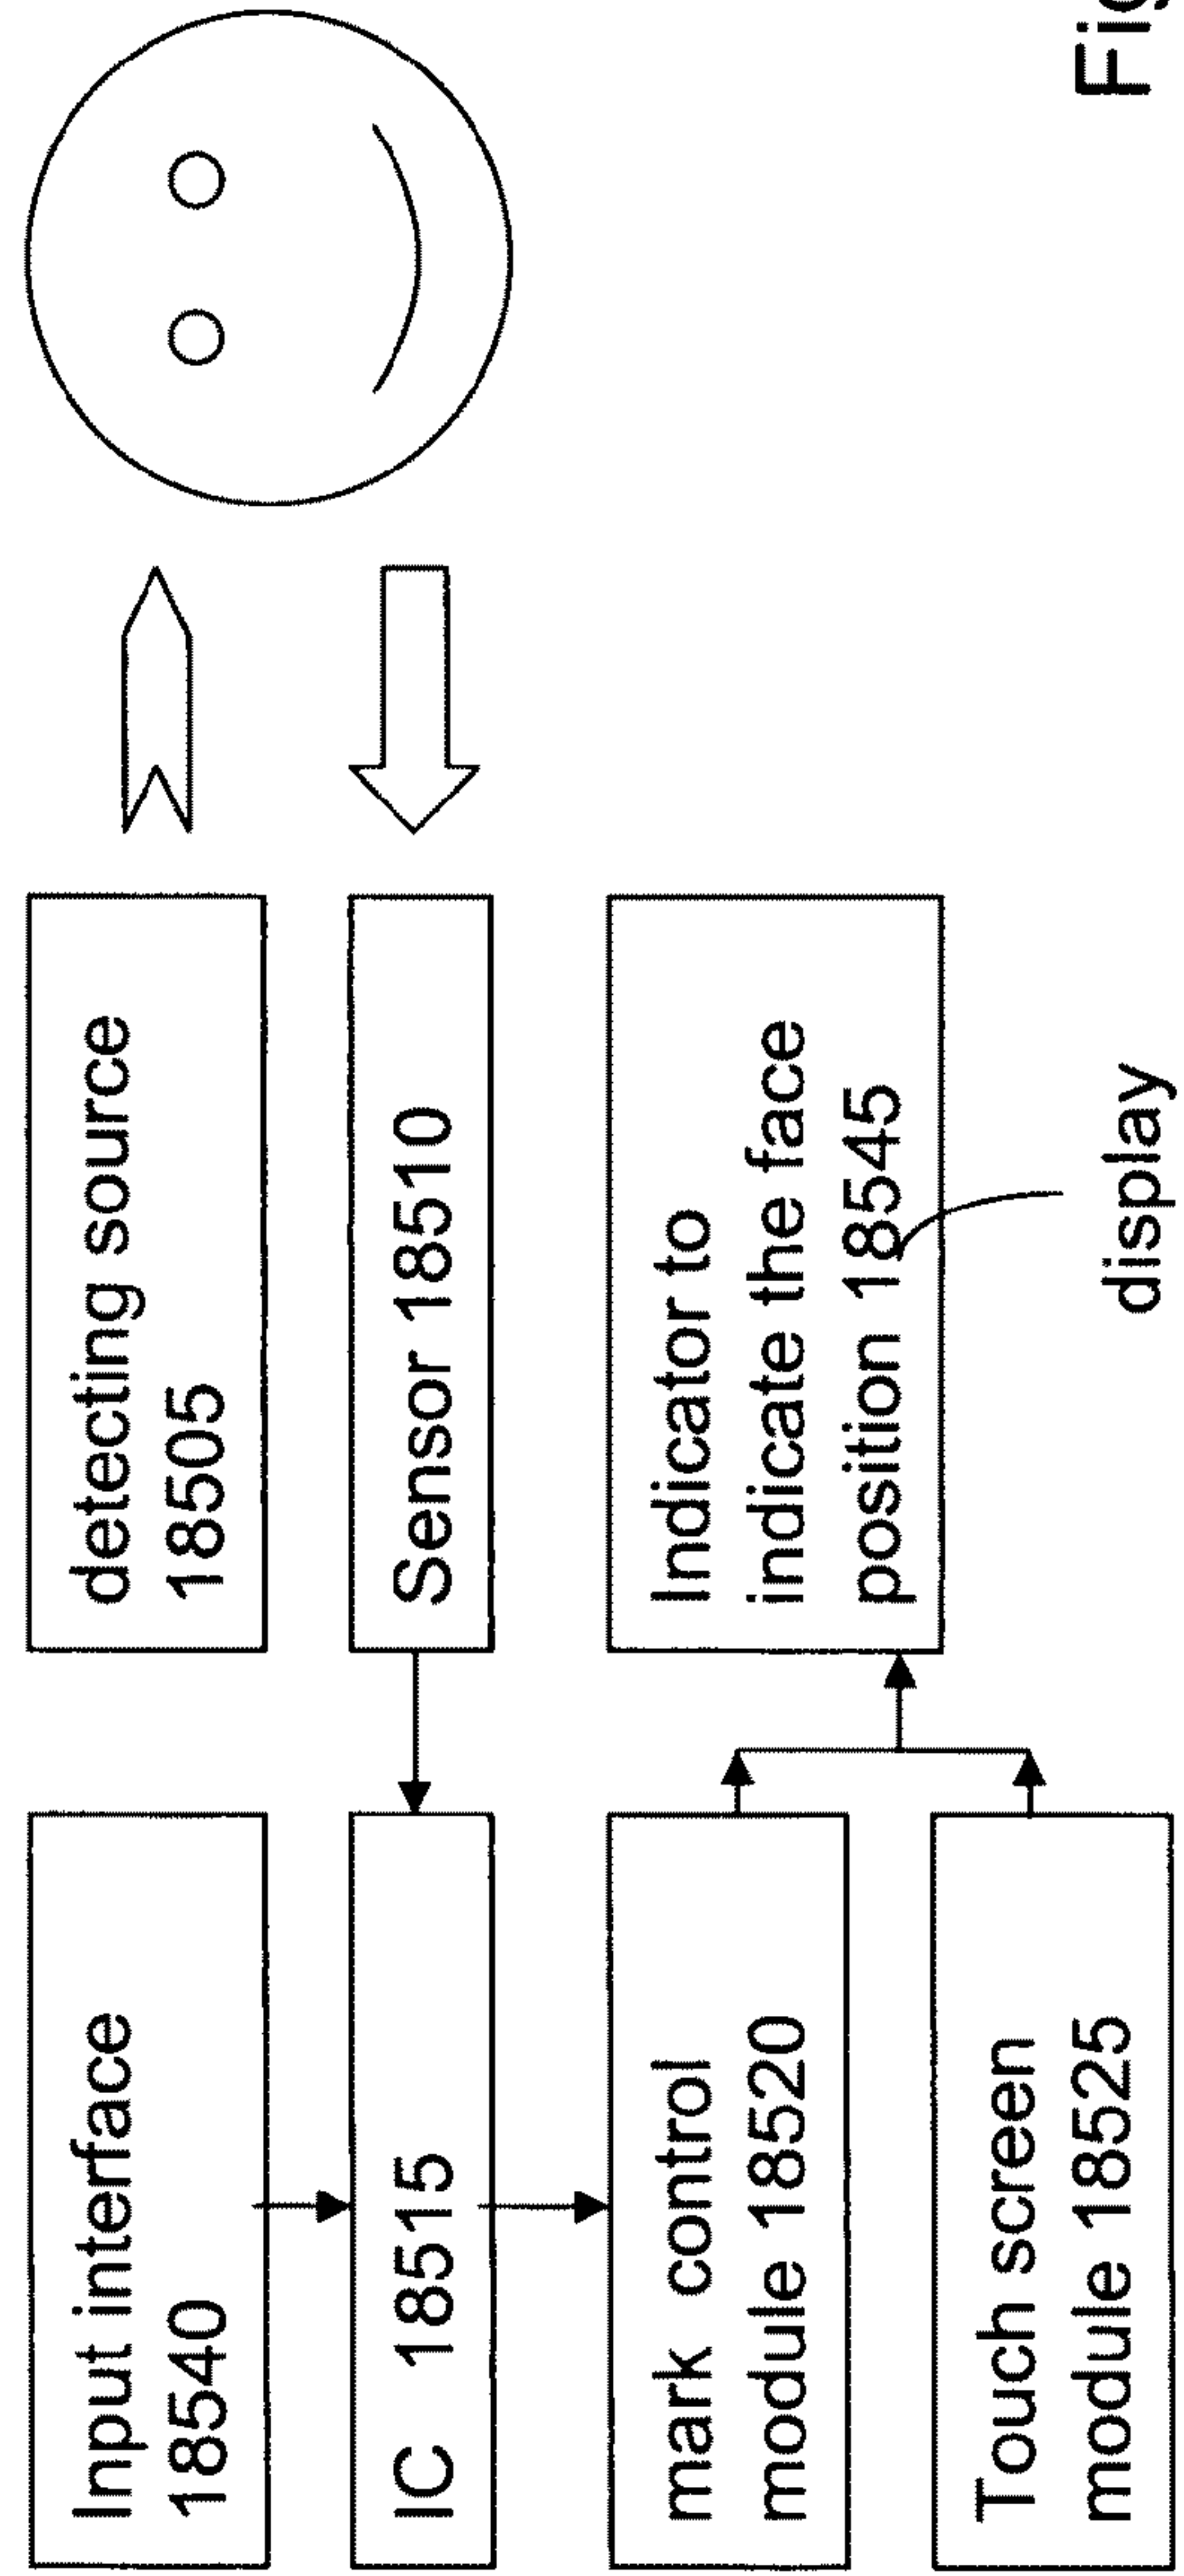 Input interface
18540
detecting source
18505
IC 18515
Sensor 18510
mark control
module 18520
Indicator to
indicate the face
position 18545
Touch screen
module 18525
display